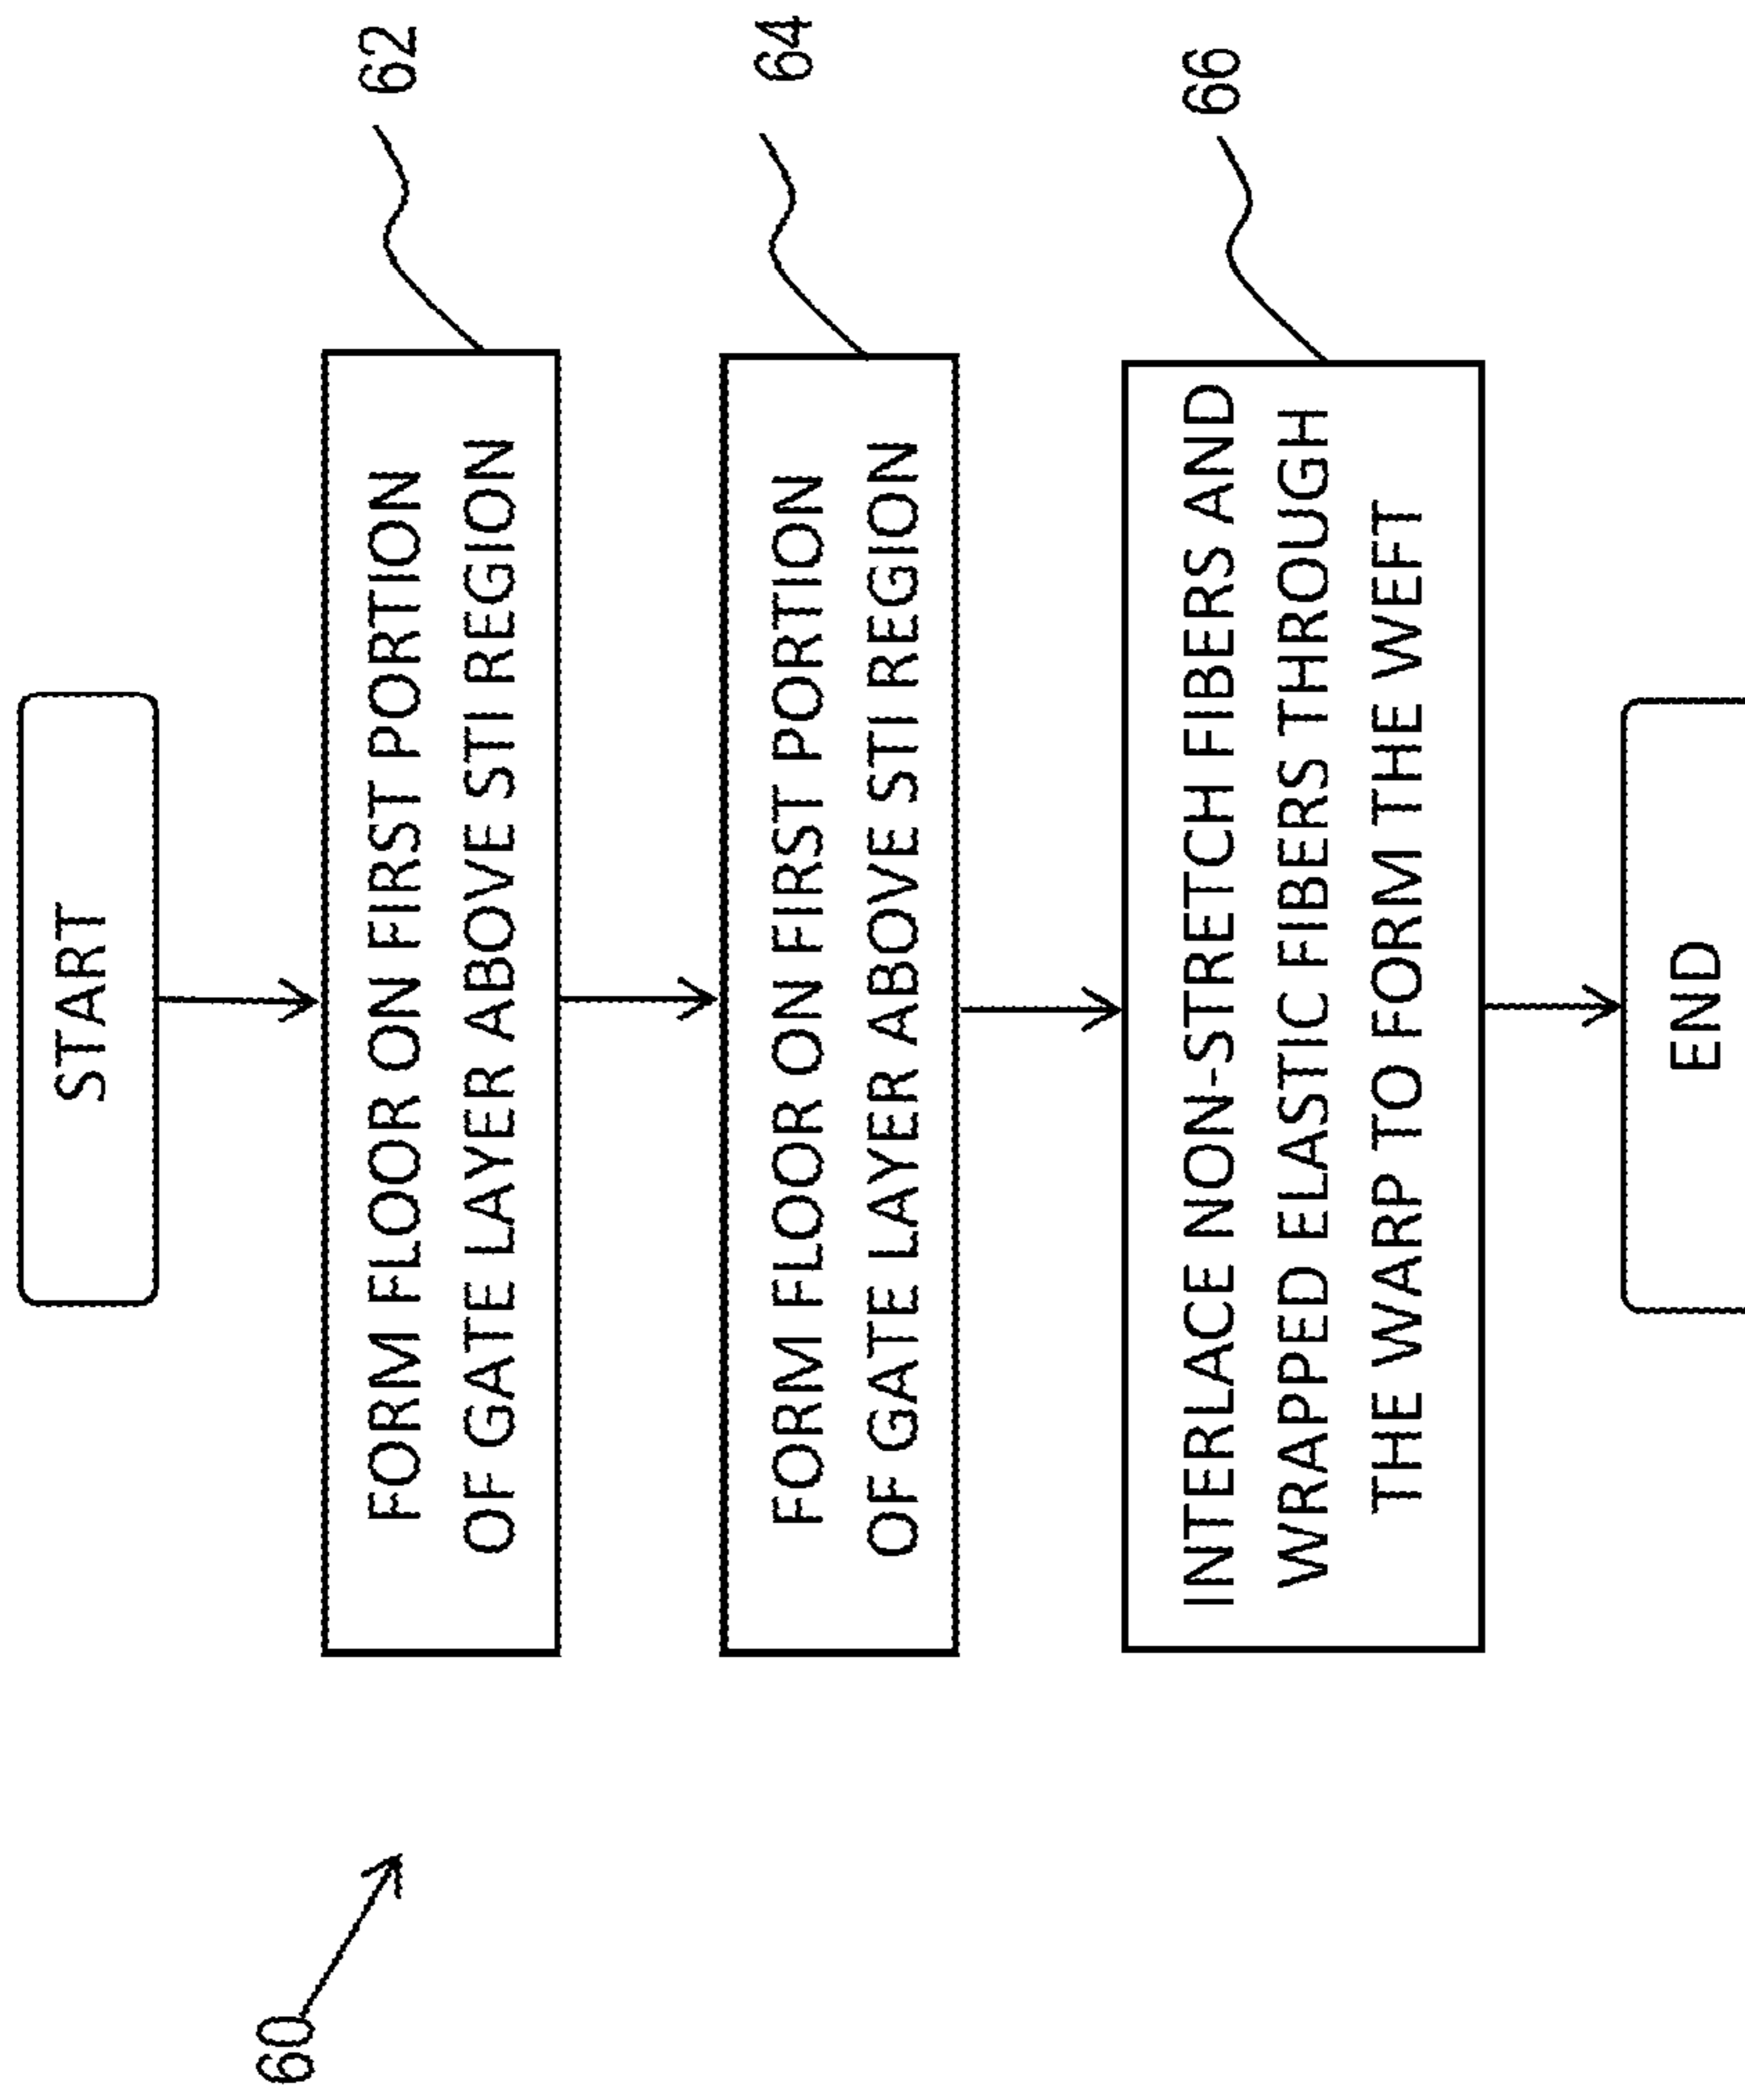 START
62
FORM FLOOR ON FIRST PORTION
OF GATE LAYER ABOVE STI REGION
64
FORM FLOOR ON FIRST PORTION
OF GATE LAYER ABOVE STI REGION
66
INTERLACE NON-STRETCH FIBERS AND
WRAPPED ELASTIC FIBERS THROUGH
THE WARP TO FORM THE WEFT
END
60